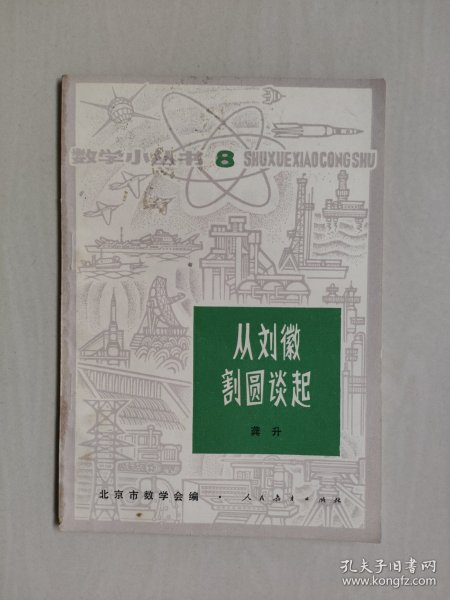 数学小丛书 8 SHUXUEXIAOCONGSHU
从刘徽
割圆谈起
龚升
北京市数学会编 · 人民教育出版社
孔夫子旧书网
www.kongfz.com